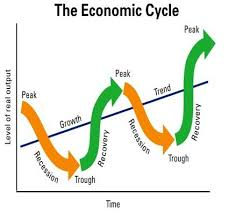 The Economic Cycle
Level of real output
Peak
Recession
Trough
Growth
Recovery
Peak
Recession
Trend
Trough
Recovery
Peak
Time